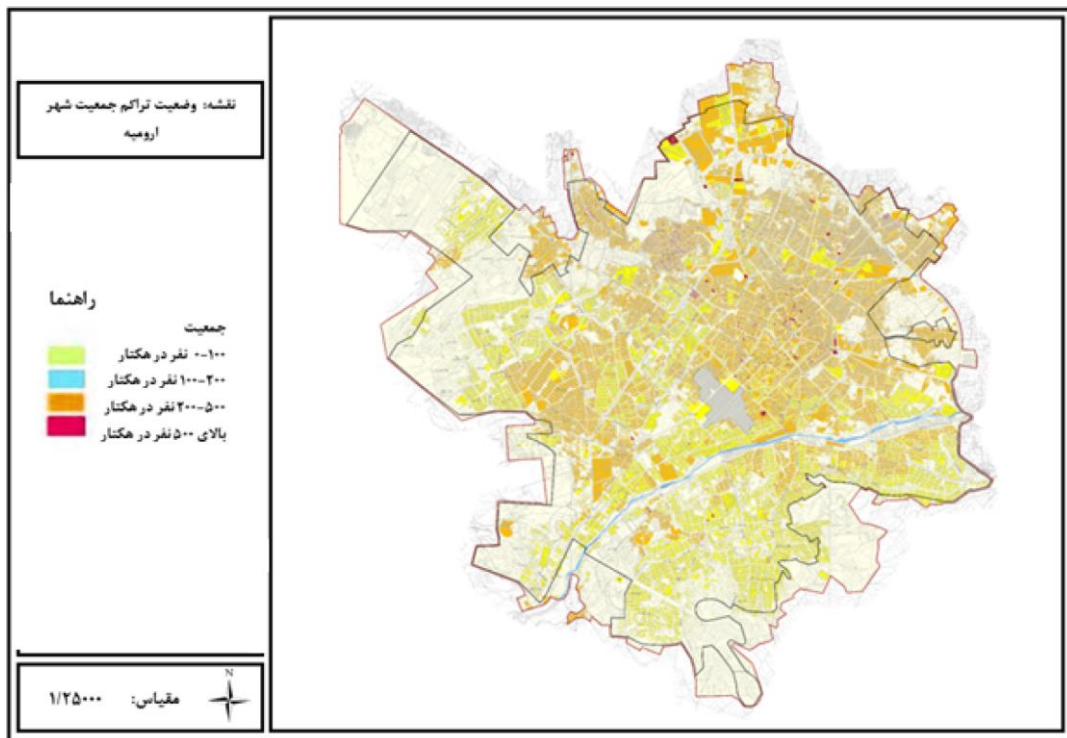 نقشه: وضعیت تراکم جمعیت شهر
ارومیه
راهنما
جمعیت
۰-۱۰۰ نفر در هکتار
۱۰۰-۲۰۰ نفر در هکتار
۲۰۰-۵۰۰ نفر در هکتار
بالای ۵۰۰ نفر در هکتار
N
مقیاس: ۱/۲۵۰۰۰